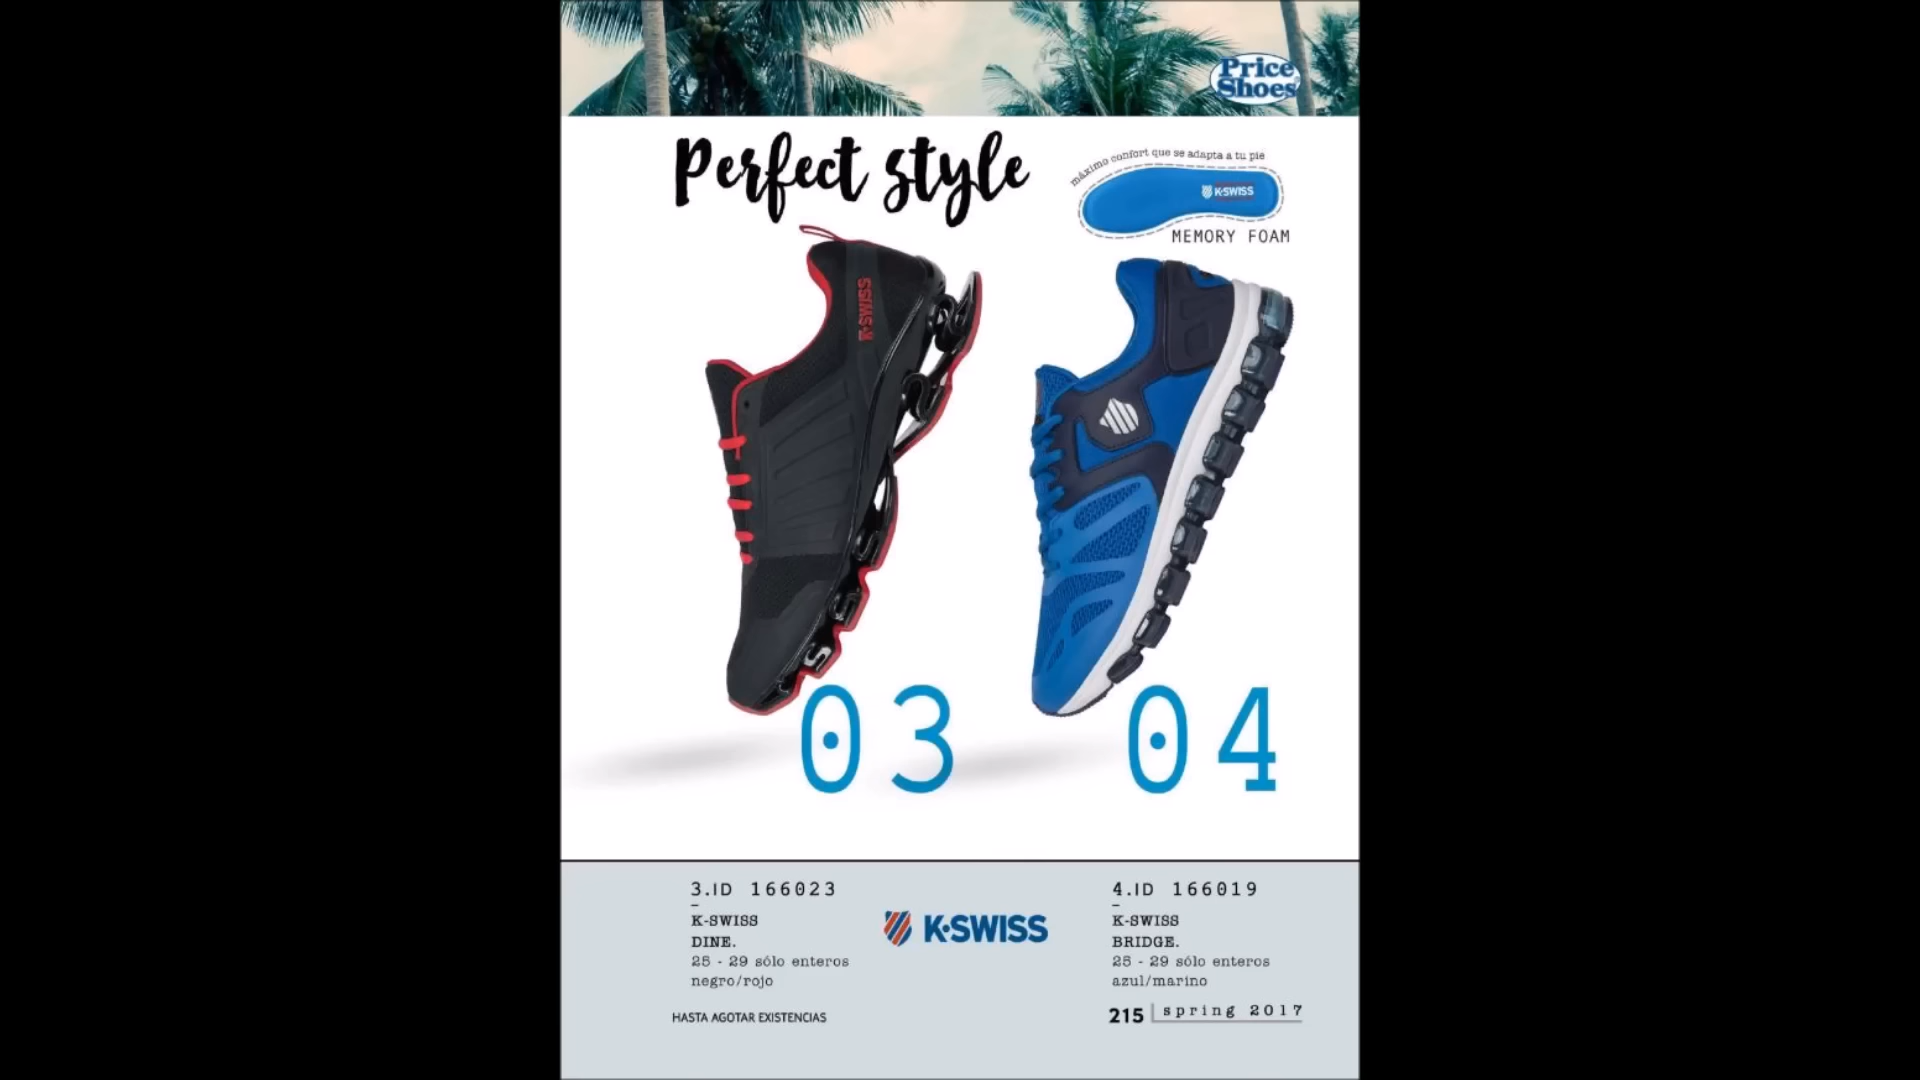 Price
Shoes
Perfect style
máximo confort que se adapta a tu pie
K·SWISS
MEMORY FOAM
K·SWISS
03
04
3.ID 166023
K-SWISS
DINE.
25 - 29 sólo enteros
negro/rojo
K·SWISS
4.ID 166019
K-SWISS
BRIDGE.
25 - 29 sólo enteros
azul/marino
HASTA AGOTAR EXISTENCIAS
215 spring 2017